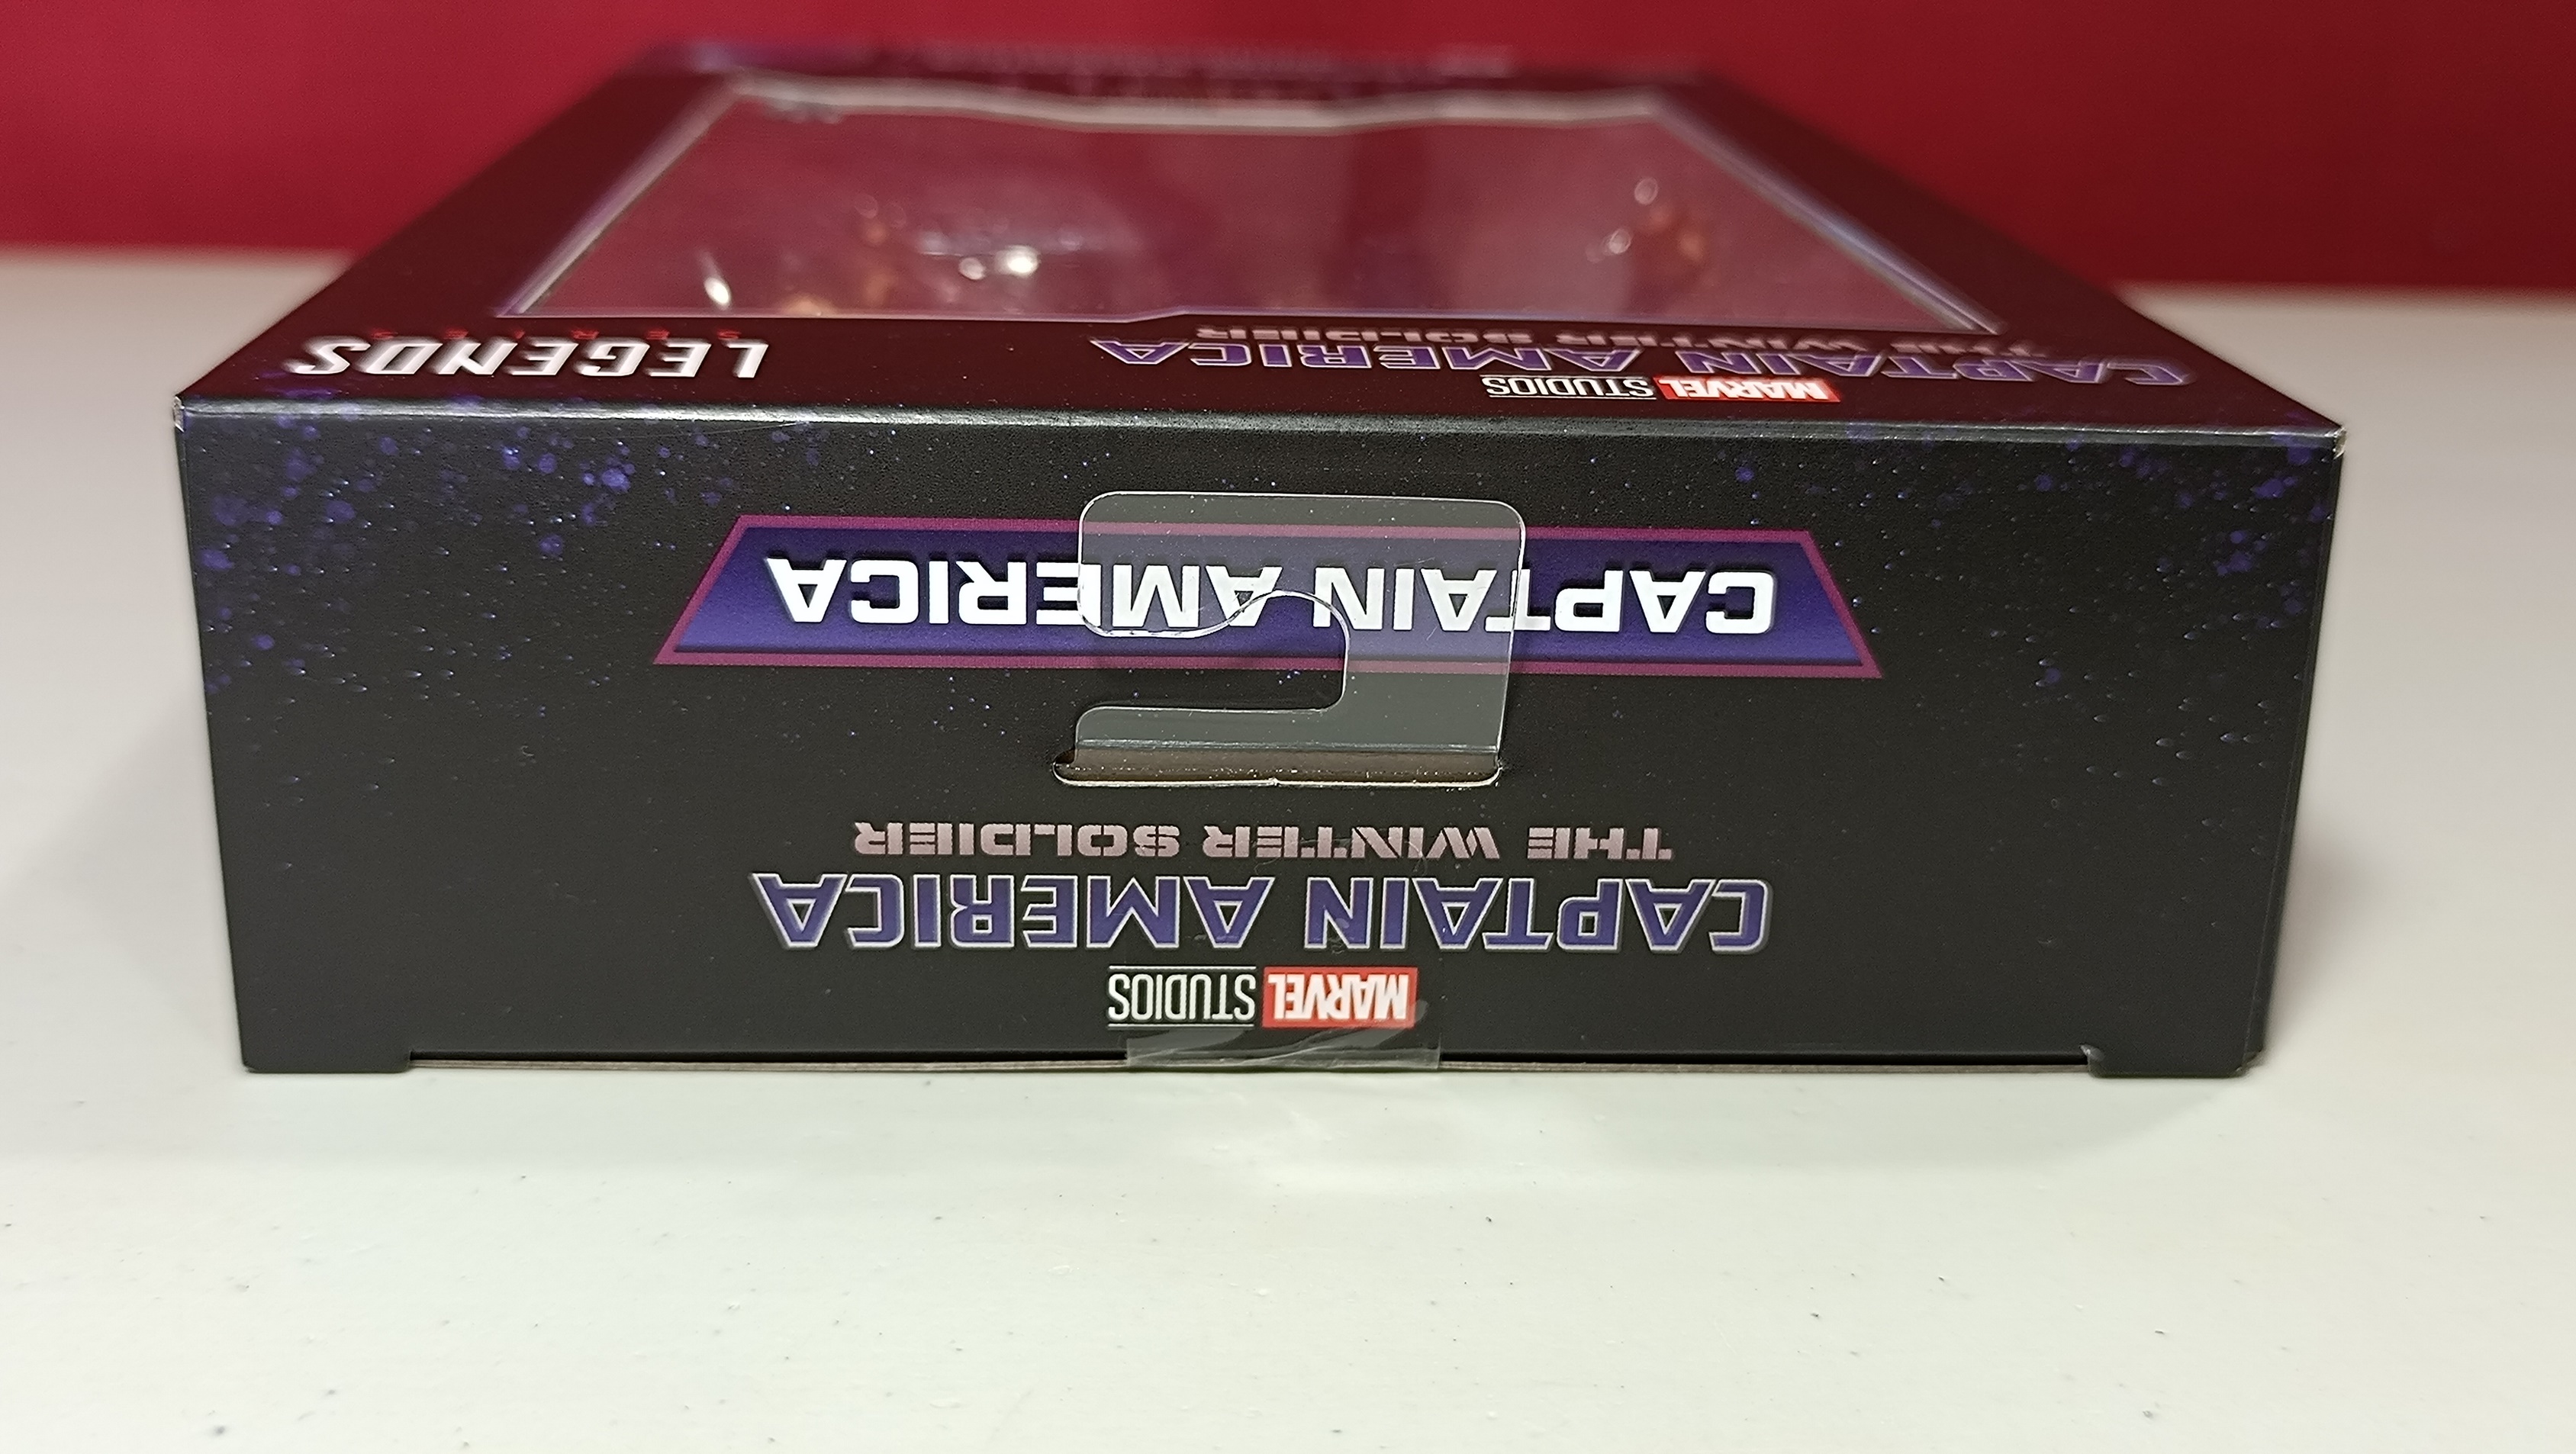 MARVEL STUDIOS
CAPTAIN AMERICA
THE WINTER SOLDIER
CAPTAIN AMERICA
MARVEL STUDIOS
CAPTAIN AMERICA
THE WINTER SOLDIER
LEGENDS
SERIES